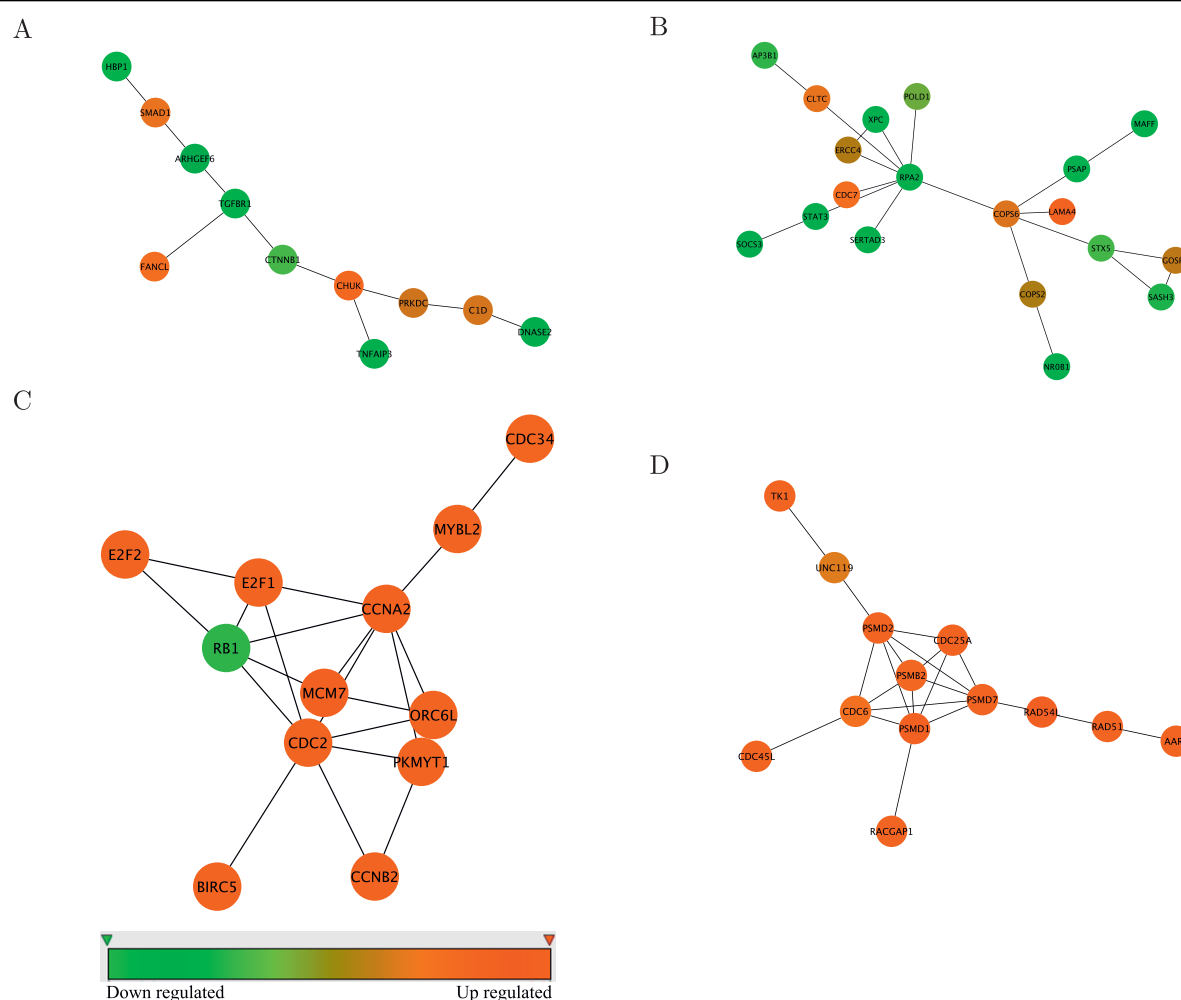 A
HBP1
SMAD1
ARHGEF6
TGFBR1
FANCL
CTNNB1
CHUK
PRKDC
C1D
DNASE2
TNFAIP3
B
AP3B1
CLTC
POLD1
XPC
ERCC4
MAFF
PSAP
RPA2
CDC7
STAT3
COPS6
LAMA4
SOCS3
SERTAD3
STX5
SASH3
COPS2
NR0B1
C
CDC34
MYBL2
E2F2
E2F1
CCNA2
RB1
MCM7
ORC6L
CDC2
PKMYT1
BIRC5
CCNB2
D
TK1
UNC119
PSMD2
CDC25A
PSMB2
PSMD7
CDC6
PSMD1
RAD54L
RAD51
CDC45L
RACGAP1
Down regulated
Up regulated